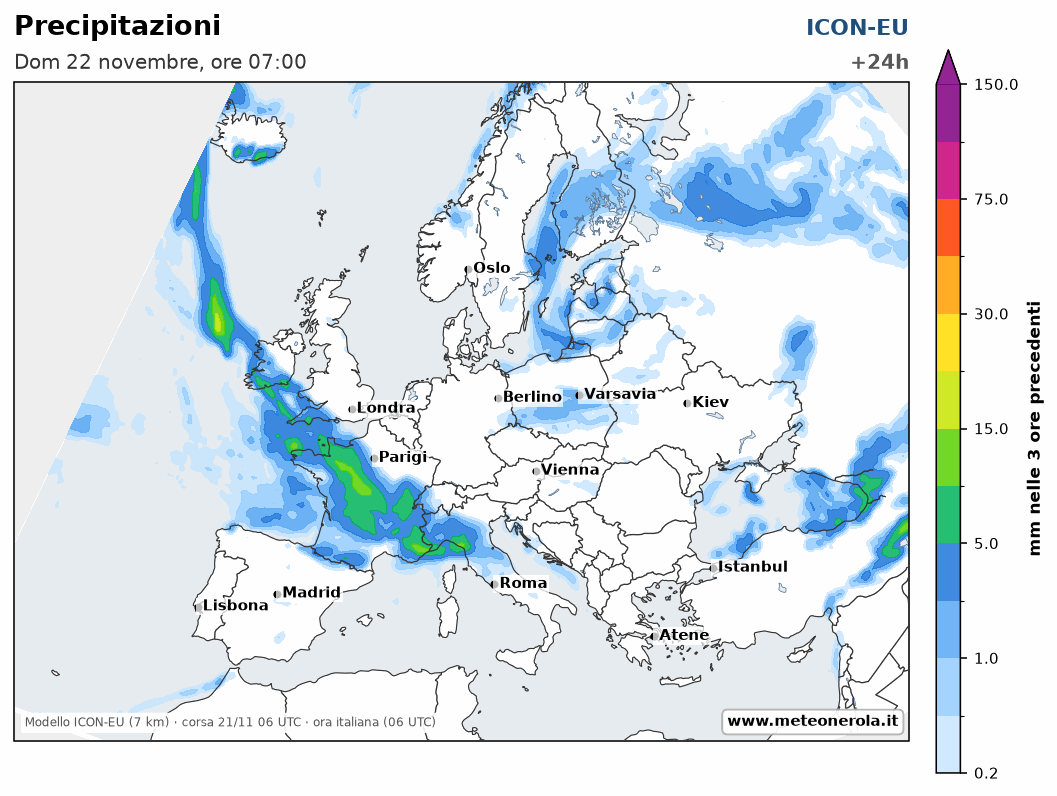 Precipitazioni
ICON-EU
Dom 22 novembre, ore 07:00
+24h
150.0
75.0
30.0
15.0
5.0
1.0
0.2
mm nelle 3 ore precedenti
Oslo
Londra
Berlino
Varsavia
Kiev
Parigi
Vienna
Istanbul
Roma
Madrid
Lisbona
Atene
Modello ICON-EU (7 km) · corsa 21/11 06 UTC · ora italiana (06 UTC)
www.meteonerola.it